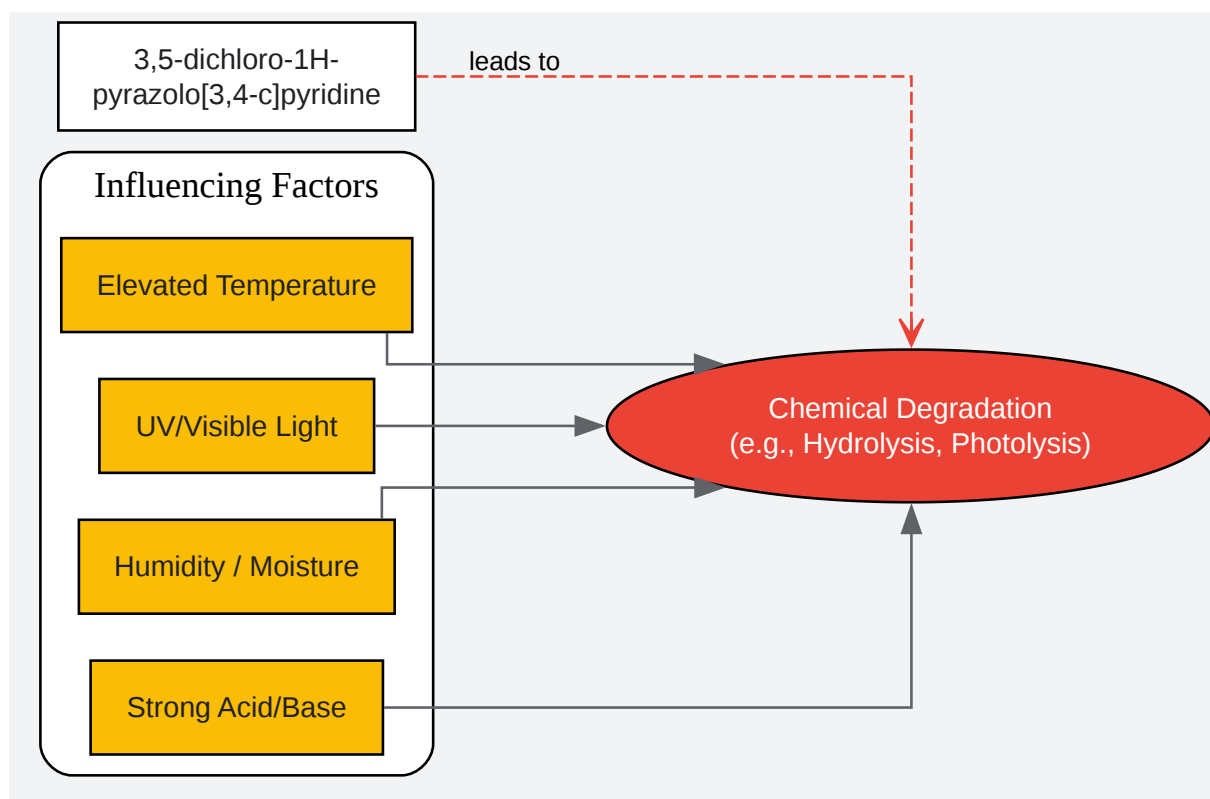 3,5-dichloro-1H-
pyrazolo[3,4-c]pyridine
leads to
Influencing Factors
Elevated Temperature
UV/Visible Light
Humidity / Moisture
Strong Acid/Base
Chemical Degradation
(e.g., Hydrolysis, Photolysis)